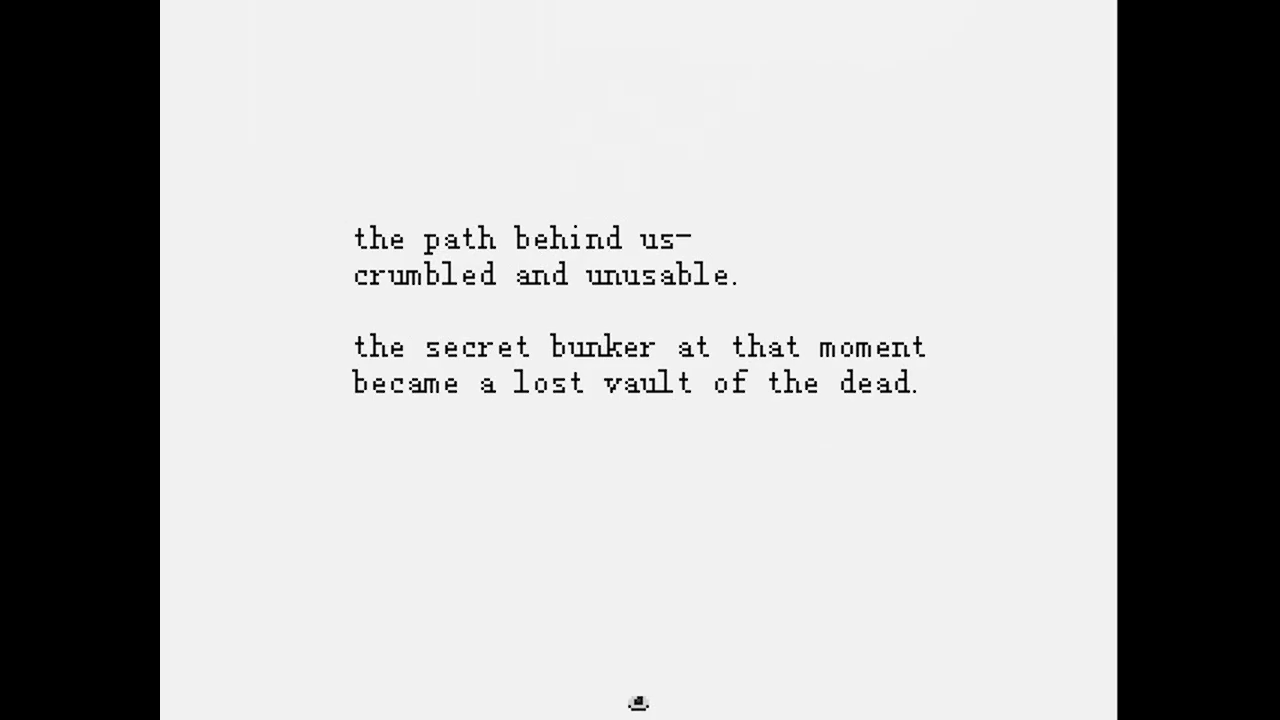 the path behind us-
crumbled and unusable.
the secret bunker at that moment
became a lost vault of the dead.